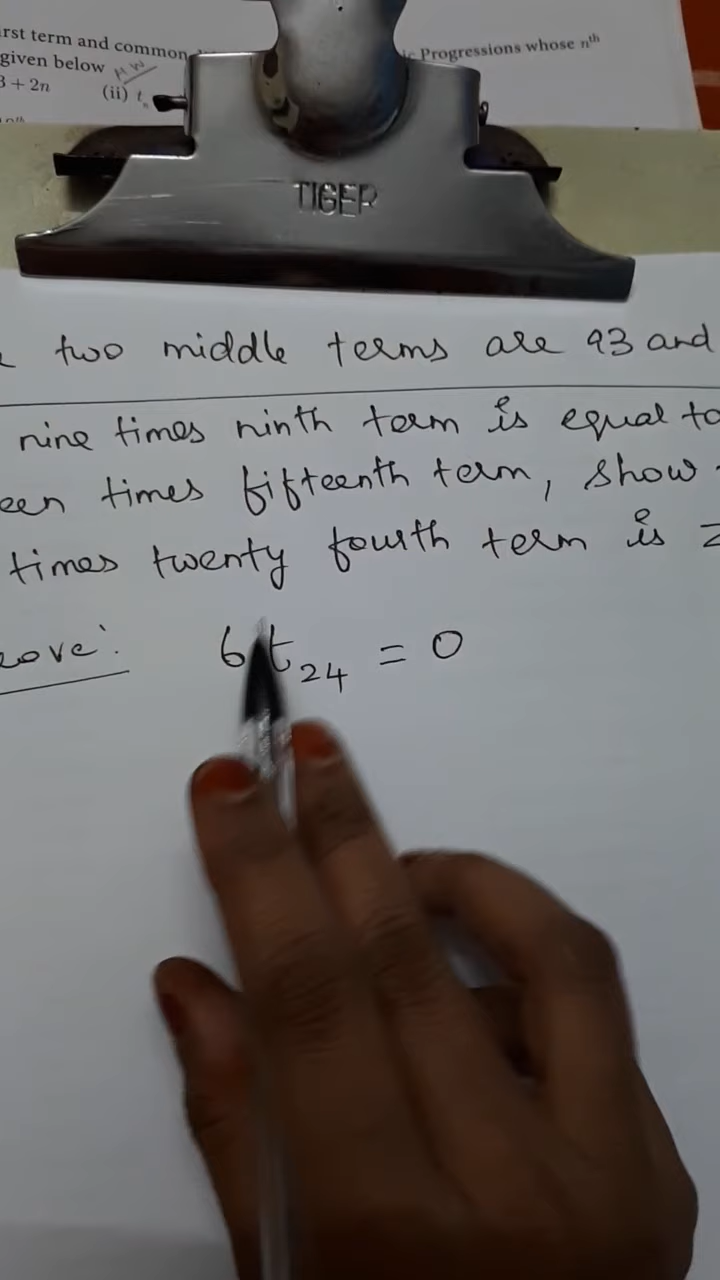 rst term and common Progressions whose nth
given below H.W
3 + 2n (ii) tn
TIGER
two middle terms are 93 and
nine times ninth term is equal to
een times fifteenth term, show
times twenty fourth term is
rove:
6t24 = 0